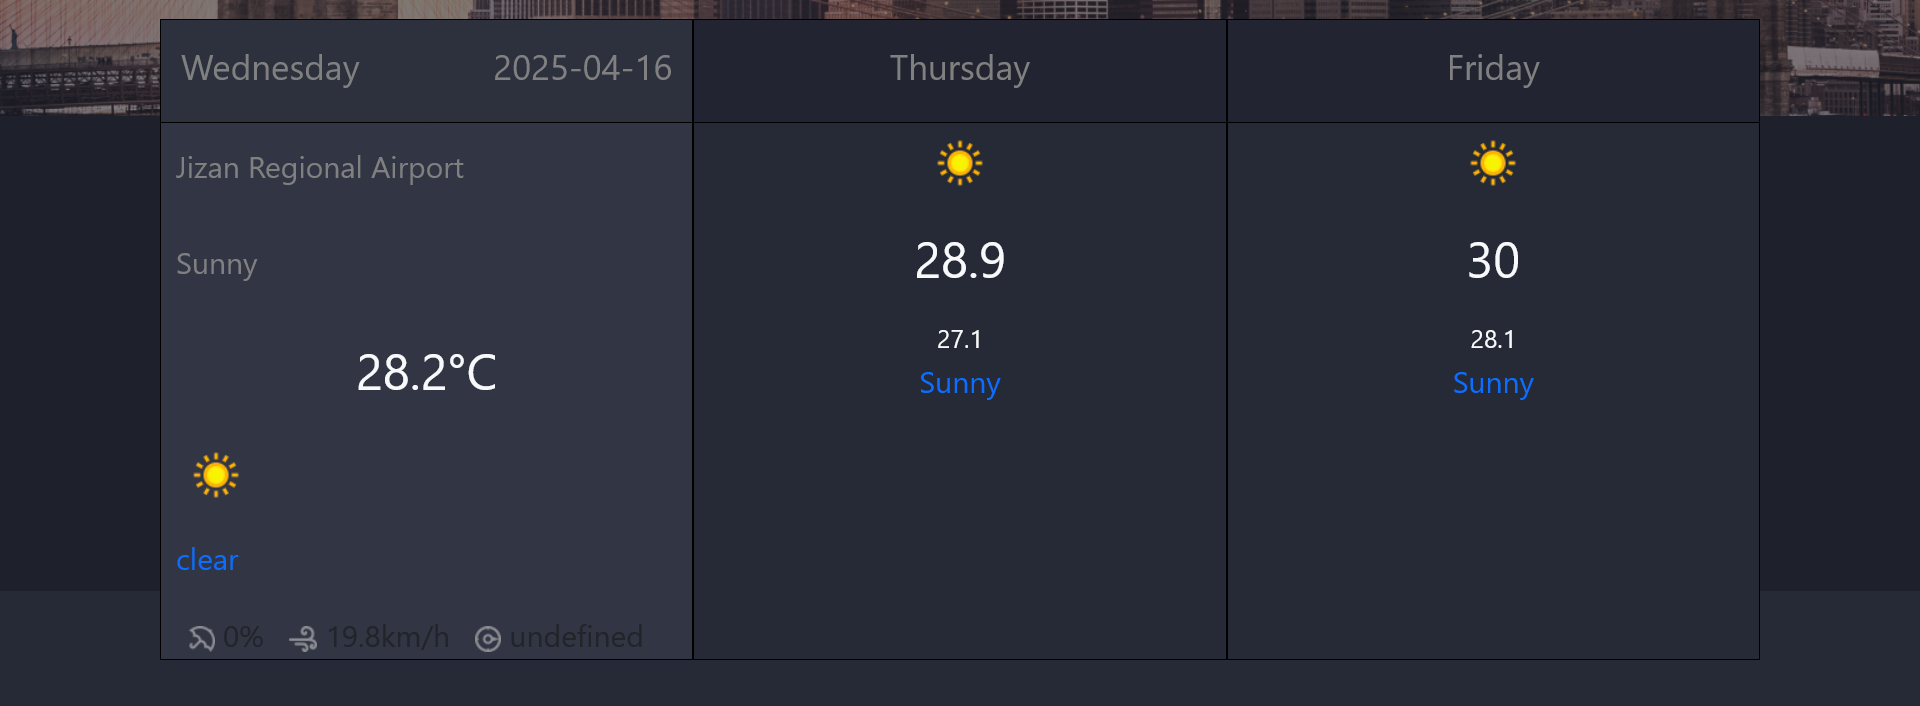 Wednesday 2025-04-16
Jizan Regional Airport
Sunny
28.2°C
clear
0% 19.8km/h undefined
Thursday
28.9
27.1
Sunny
Friday
30
28.1
Sunny